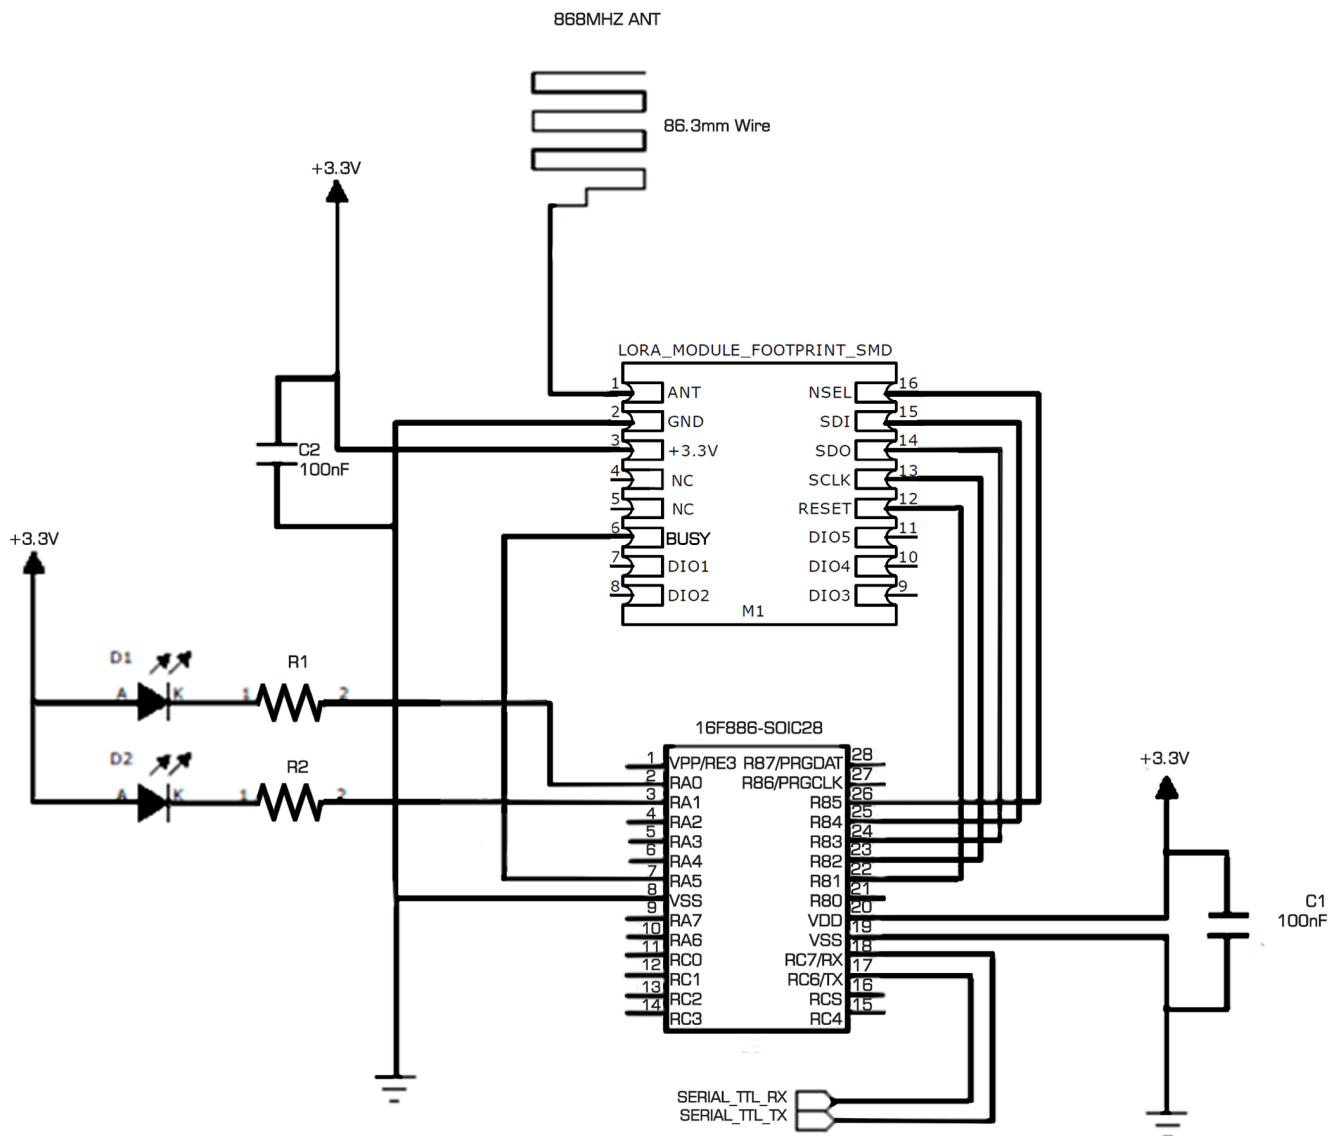 868MHZ ANT
86.3mm Wire
+3.3V
LORA_MODULE_FOOTPRINT_SMD
1 ANT NSEL 16
2 GND SDI 15
3 +3.3V SDO 14
4 NC SCLK 13
5 NC RESET 12
6 BUSY DIO5 11
7 DIO1 DIO4 10
8 DIO2 DIO3 9
M1
C2
100nF
+3.3V
D1
A K 1 R1 2
D2
A K 1 R2 2
16F886-SOIC28
1 VPP/RE3 R87/PRGDAT 28
2 RA0 R86/PRGCLK 27
3 RA1 R85 26
4 RA2 R84 25
5 RA3 R83 24
6 RA4 R82 23
7 RA5 R81 22
8 VSS R80 21
9 RA7 VDD 20
10 RA6 VSS 19
11 RC0 RC7/RX 18
12 RC1 RC6/TX 17
13 RC2 RCS 16
14 RC3 RC4 15
+3.3V
C1
100nF
SERIAL_TTL_RX
SERIAL_TTL_TX